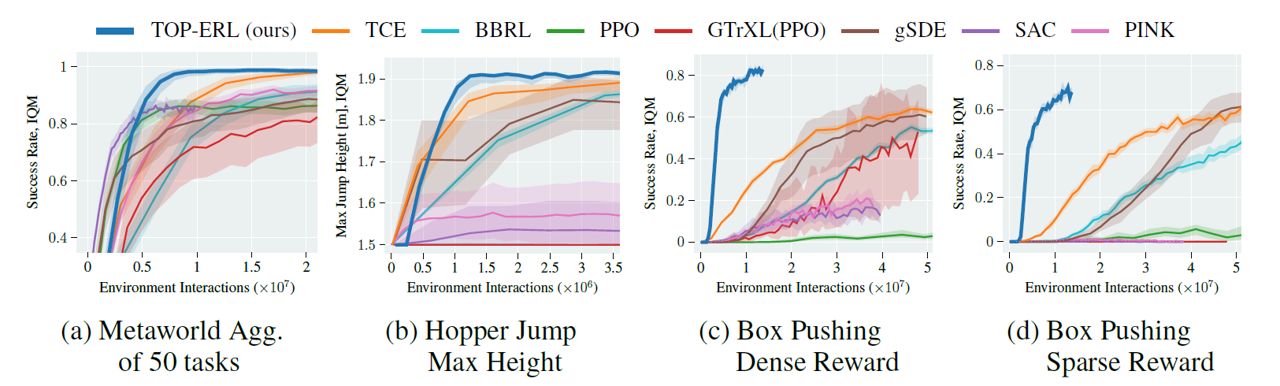 TOP-ERL (ours) TCE BBRL PPO GTrXL(PPO) gSDE SAC PINK
Success Rate, IQM
1
0.8
0.6
0.4
0 0.5 1 1.5 2
Environment Interactions (×10⁷)
(a) Metaworld Agg.
of 50 tasks
Max Jump Height [m], IQM
1.9
1.8
1.7
1.6
1.5
0 0.5 1 1.5 2 2.5 3 3.5
Environment Interactions (×10⁶)
(b) Hopper Jump
Max Height
Success Rate, IQM
0.8
0.6
0.4
0.2
0
0 1 2 3 4 5
Environment Interactions (×10⁷)
(c) Box Pushing
Dense Reward
Success Rate, IQM
0.8
0.6
0.4
0.2
0
0 1 2 3 4 5
Environment Interactions (×10⁷)
(d) Box Pushing
Sparse Reward